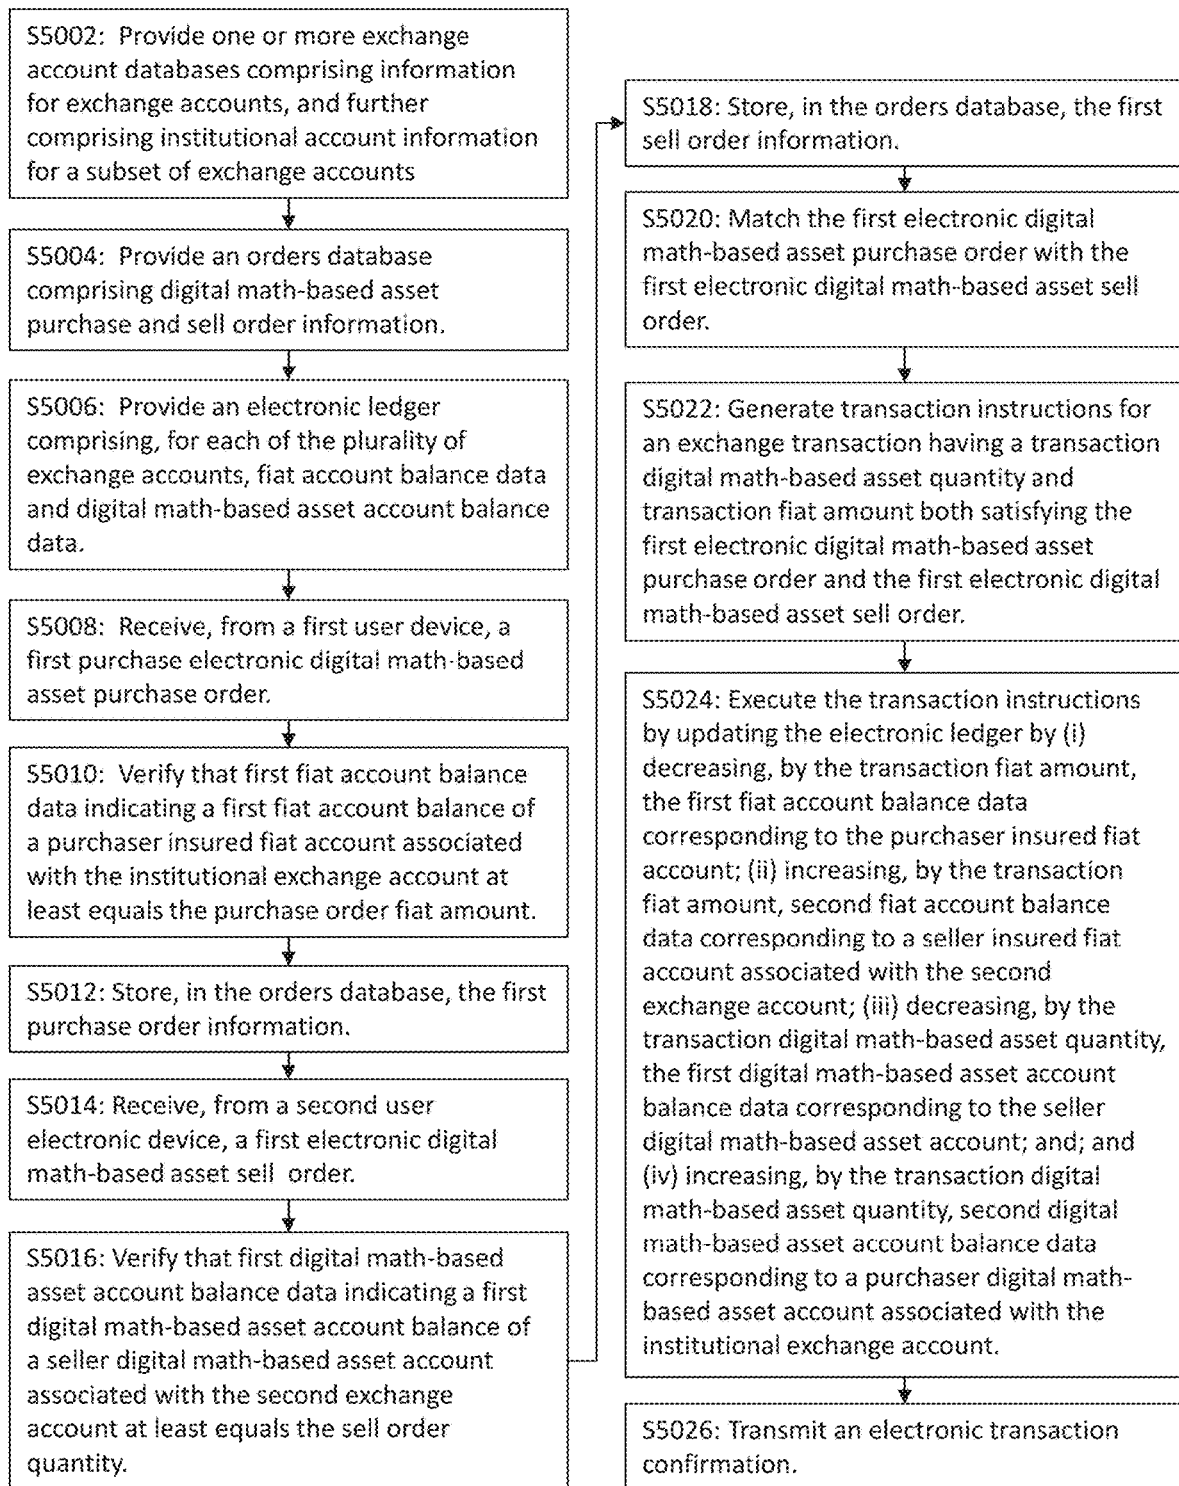 S5002: Provide one or more exchange
account databases comprising information
for exchange accounts, and further
comprising institutional account information
for a subset of exchange accounts
S5004: Provide an orders database
comprising digital math-based asset
purchase and sell order information.
S5006: Provide an electronic ledger
comprising, for each of the plurality of
exchange accounts, fiat account balance data
and digital math-based asset account balance
data.
S5008: Receive, from a first user device, a
first purchase electronic digital math-based
asset purchase order.
S5010: Verify that first fiat account balance
data indicating a first fiat account balance of
a purchaser insured fiat account associated
with the institutional exchange account at
least equals the purchase order fiat amount.
S5012: Store, in the orders database, the first
purchase order information.
S5014: Receive, from a second user
electronic device, a first electronic digital
math-based asset sell order.
S5016: Verify that first digital math-based
asset account balance data indicating a first
digital math-based asset account balance of
a seller digital math-based asset account
associated with the second exchange
account at least equals the sell order
quantity.
S5018: Store, in the orders database, the first
sell order information.
S5020: Match the first electronic digital
math-based asset purchase order with the
first electronic digital math-based asset sell
order.
S5022: Generate transaction instructions for
an exchange transaction having a transaction
digital math-based asset quantity and
transaction fiat amount both satisfying the
first electronic digital math-based asset
purchase order and the first electronic digital
math-based asset sell order.
S5024: Execute the transaction instructions
by updating the electronic ledger by (i)
decreasing, by the transaction fiat amount,
the first fiat account balance data
corresponding to the purchaser insured fiat
account; (ii) increasing, by the transaction
fiat amount, second fiat account balance
data corresponding to a seller insured fiat
account associated with the second
exchange account; (iii) decreasing, by the
transaction digital math-based asset quantity,
the first digital math-based asset account
balance data corresponding to the seller
digital math-based asset account; and; and
(iv) increasing, by the transaction digital
math-based asset quantity, second digital
math-based asset account balance data
corresponding to a purchaser digital math-
based asset account associated with the
institutional exchange account.
S5026: Transmit an electronic transaction
confirmation.